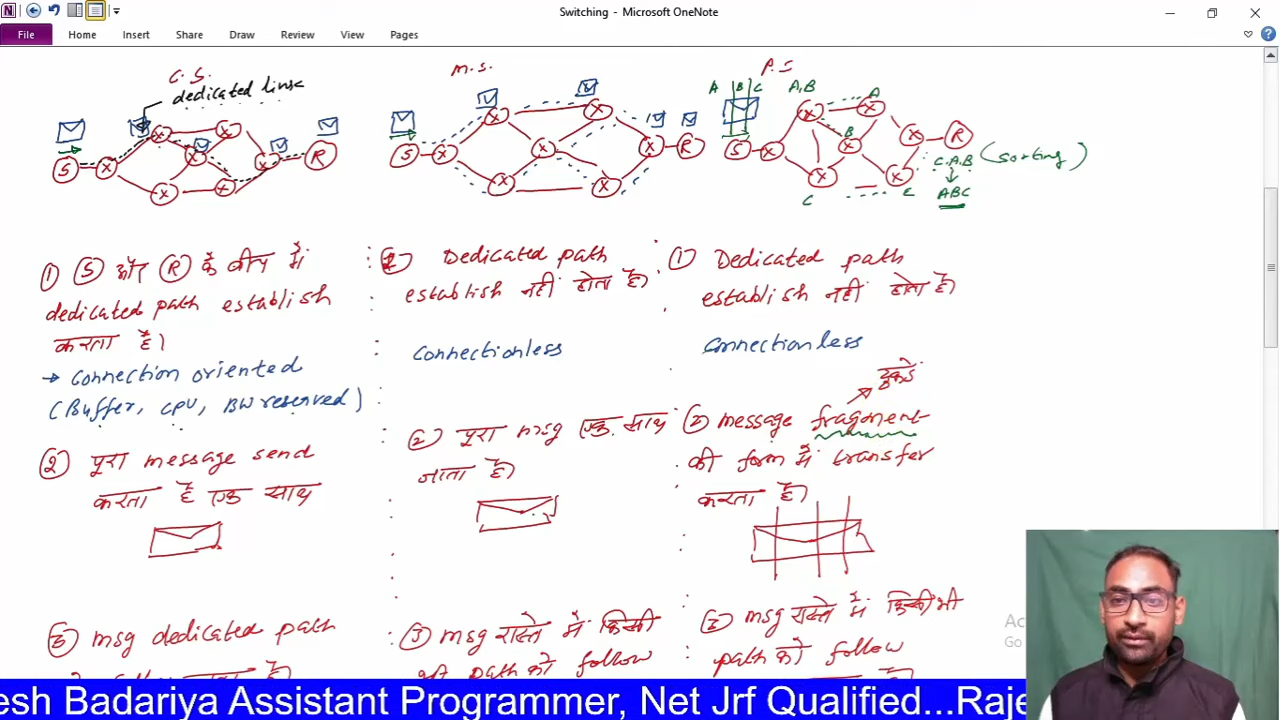 Switching - Microsoft OneNote
File Home Insert Share Draw Review View Pages
C.S.
dedicated link
S X X X X X X X R
M.S.
S X X X X X X X R
P.S
A B C A,B A
S X X X X X X X R
B
C.A.B (sorting)
C C ABC
① Ⓢ और Ⓡ के बीच में
dedicated path establish
करता है।
→ Connection oriented
(Buffer, CPU, BW reserved)
② पूरा message send
करता है एक साथ
③ msg dedicated path
① Dedicated path
establish नही होता है।
Connectionless
② पूरा msg एक साथ
जाता है।
③ msg रास्ते में किसी
भी path को follow
① Dedicated path
establish नही होता है।
Connectionless
टुकडे
② message fragment
की form में transfer
करता है।
③ msg रास्ते में किसी भी
path को follow
Go
esh Badariya Assistant Programmer, Net Jrf Qualified...Raje